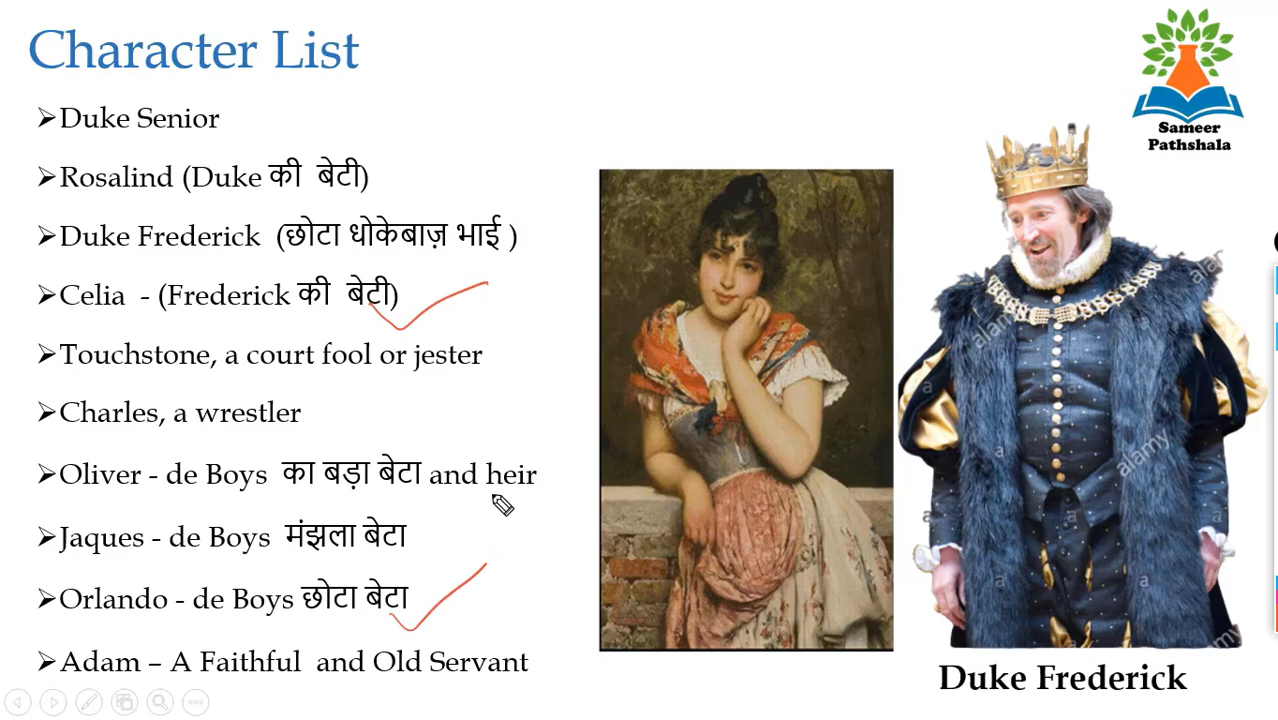 Character List
Sameer
Pathshala
➢Duke Senior
➢Rosalind (Duke की बेटी)
➢Duke Frederick (छोटा धोकेबाज़ भाई )
➢Celia - (Frederick की बेटी)
➢Touchstone, a court fool or jester
➢Charles, a wrestler
➢Oliver - de Boys का बड़ा बेटा and heir
➢Jaques - de Boys मंझला बेटा
➢Orlando - de Boys छोटा बेटा
➢Adam – A Faithful and Old Servant
alamy
alamy
Duke Frederick